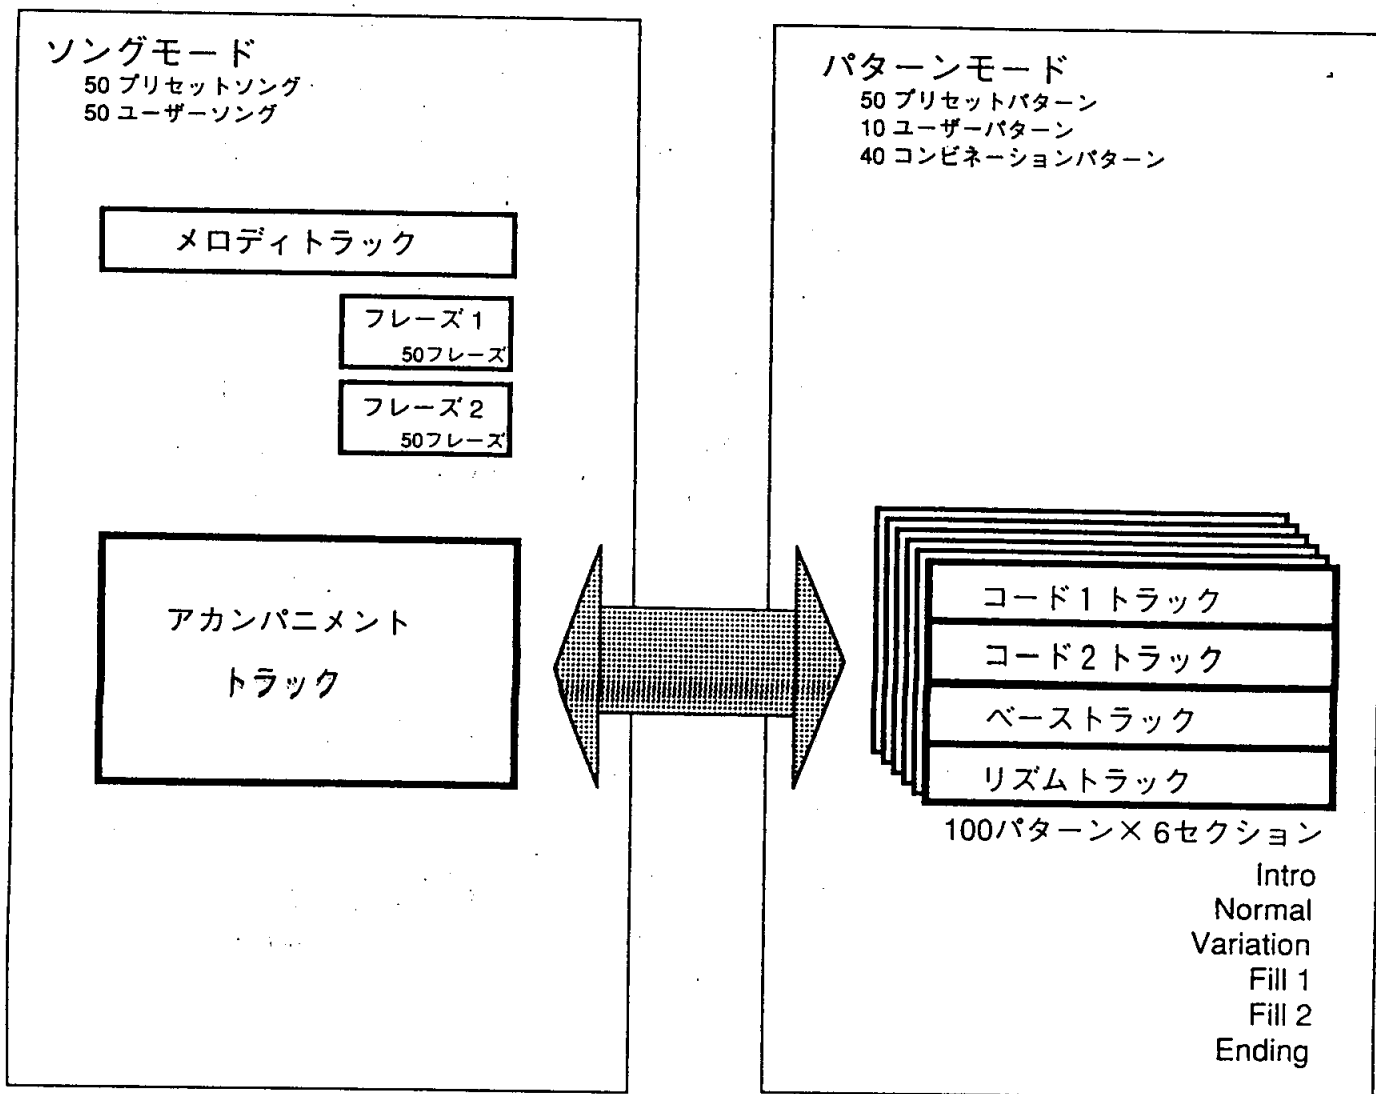 ソングモード
50 プリセットソング
50 ユーザーソング
メロディトラック
フレーズ 1
50フレーズ
フレーズ 2
50フレーズ
アカンパニメント
トラック
パターンモード
50 プリセットパターン
10 ユーザーパターン
40 コンビネーションパターン
コード 1 トラック
コード 2 トラック
ベーストラック
リズムトラック
100パターン× 6セクション
Intro
Normal
Variation
Fill 1
Fill 2
Ending